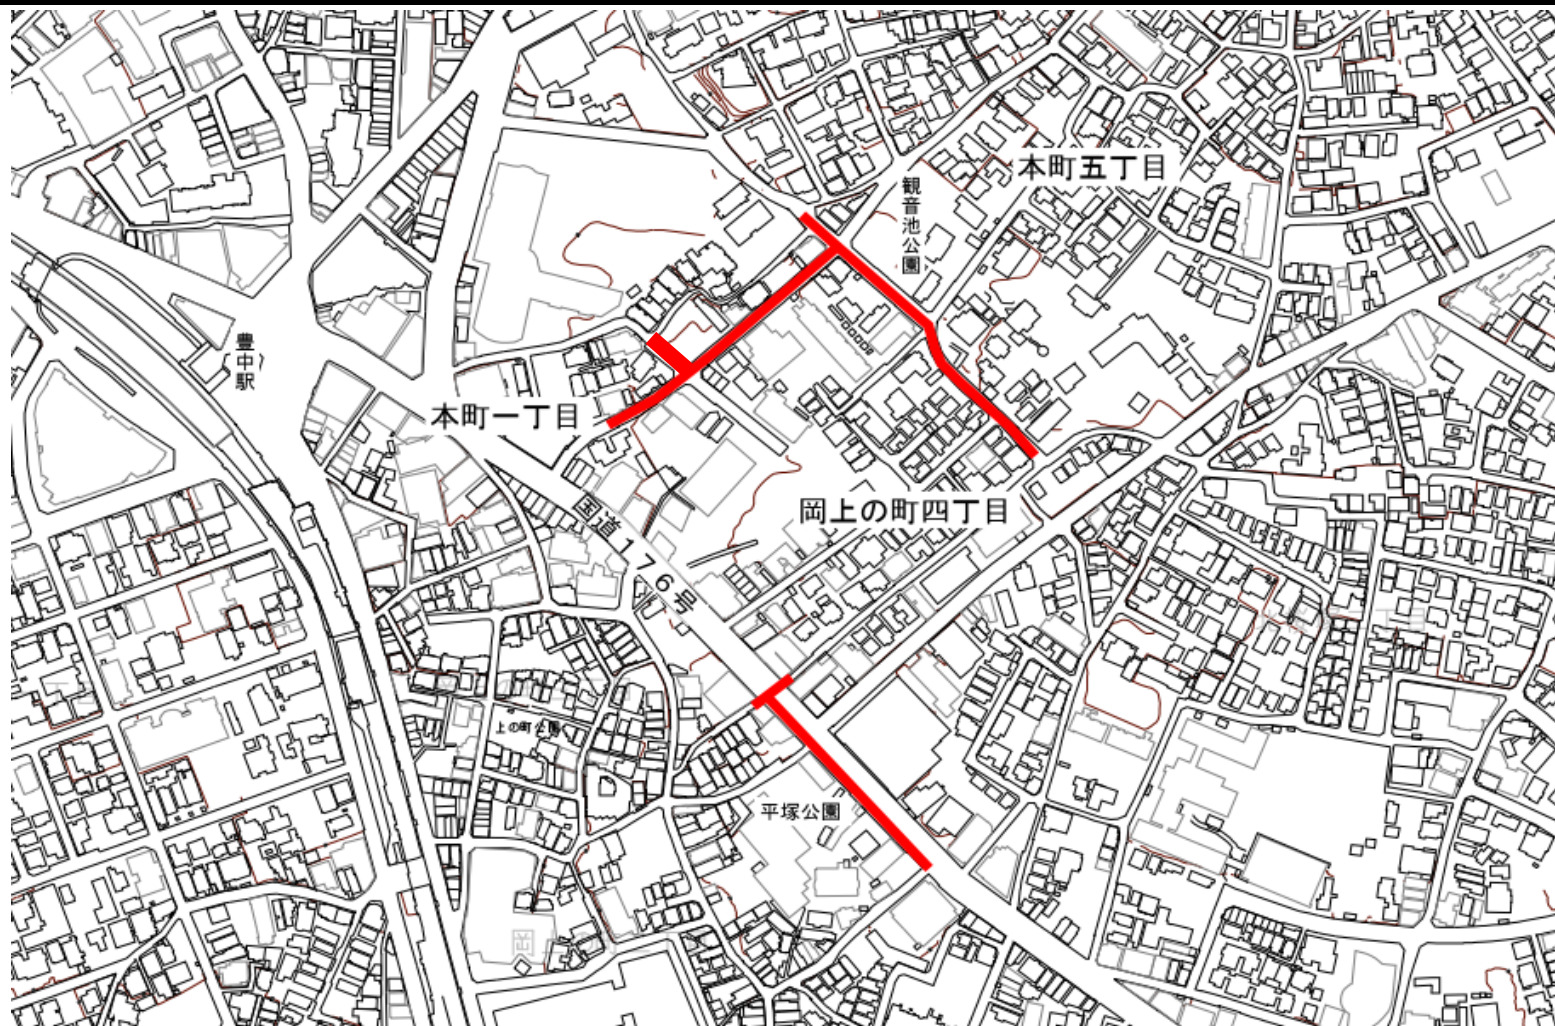 本町五丁目
観音池公園
豊中駅
本町一丁目
岡上の町四丁目
国道176号
上の町公園
平塚公園